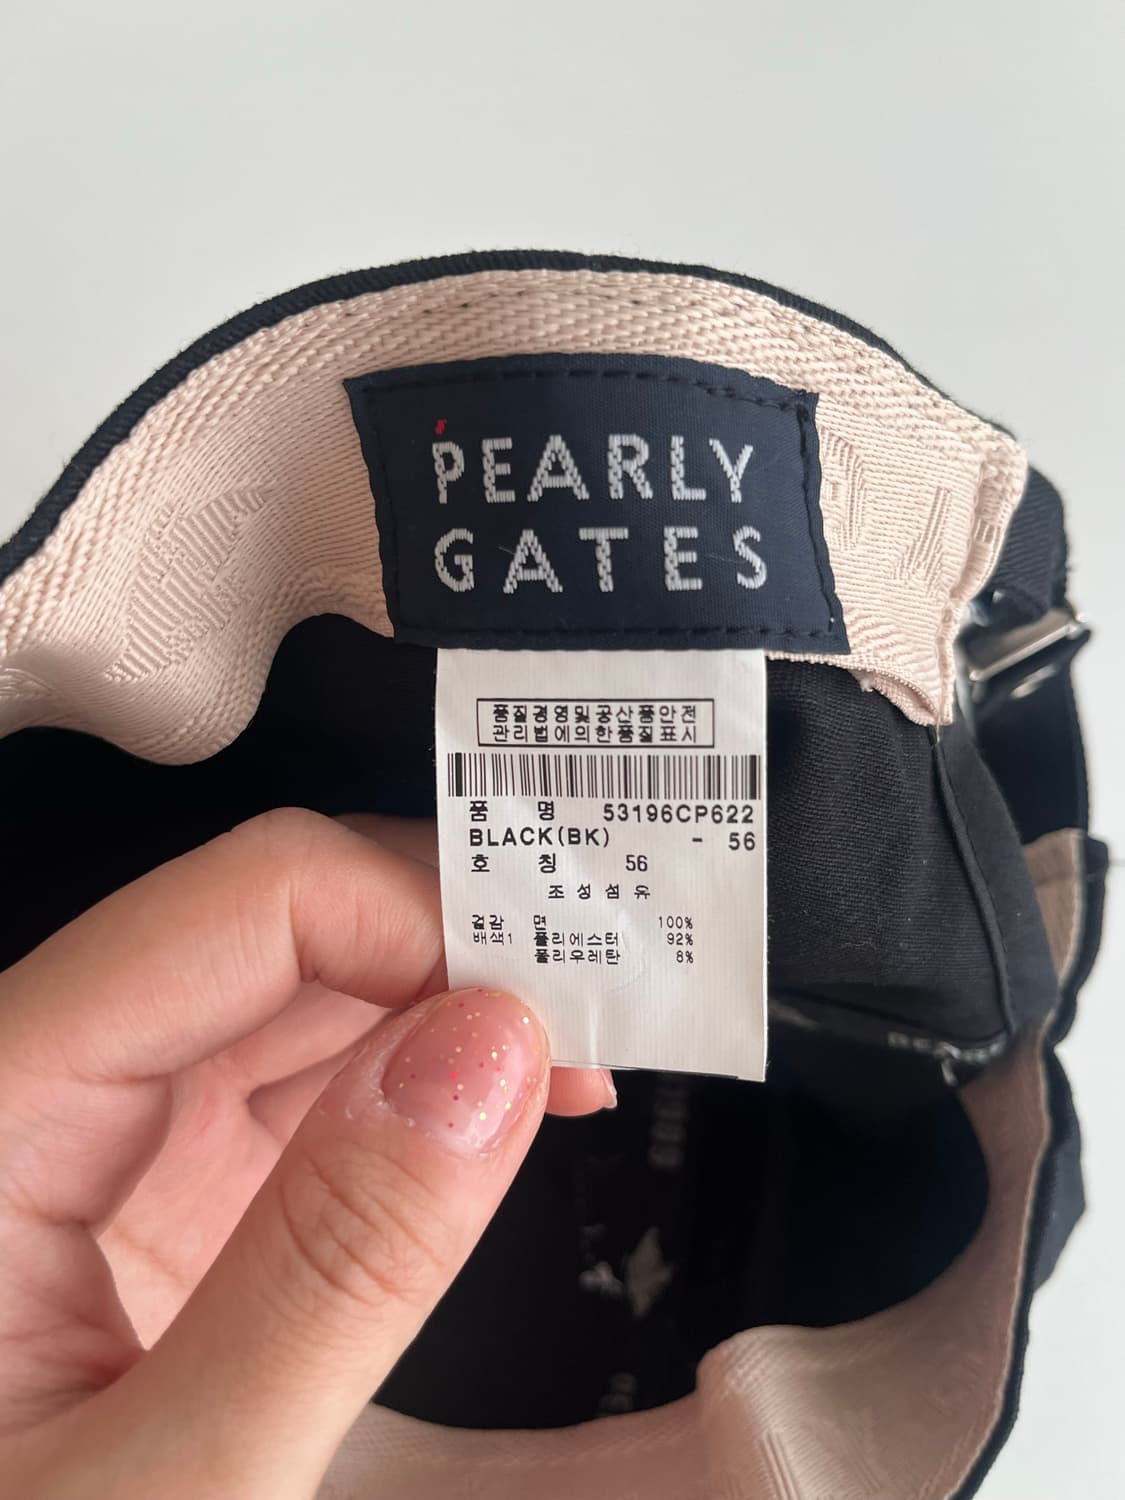 PEARLY
GATES
품질경영및공산품안전
관리법에의한품질표시
품 명 53196CP622
BLACK(BK) - 56
호 칭 56
조성섬유
겉감 면 100%
배색1 폴리에스터 92%
폴리우레탄 8%